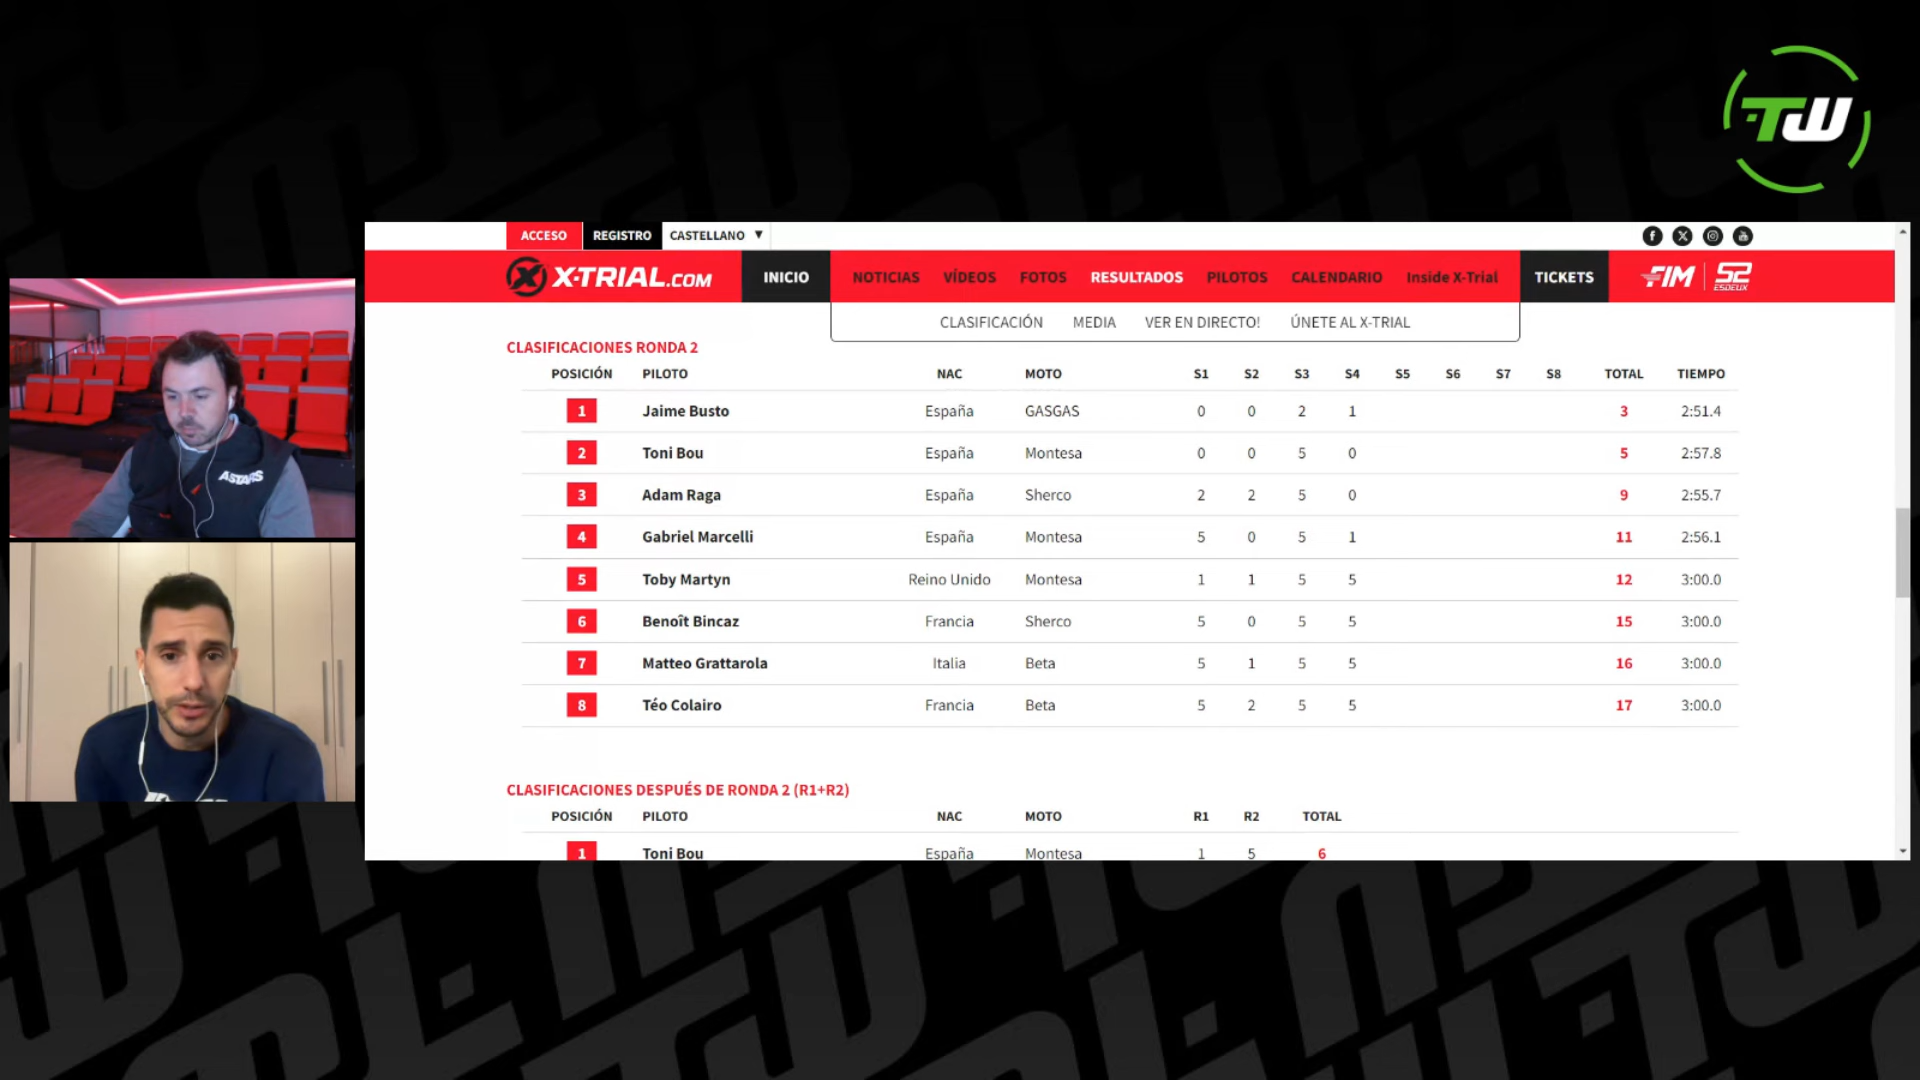 TW
ACCESO REGISTRO CASTELLANO ▼
X-TRIAL.COM INICIO NOTICIAS VÍDEOS FOTOS RESULTADOS PILOTOS CALENDARIO Inside X-Trial TICKETS FIM S2 ESDEUX
CLASIFICACIÓN MEDIA VER EN DIRECTO! ÚNETE AL X-TRIAL
CLASIFICACIONES RONDA 2
POSICIÓN PILOTO NAC MOTO S1 S2 S3 S4 S5 S6 S7 S8 TOTAL TIEMPO
1 Jaime Busto España GASGAS 0 0 2 1 3 2:51.4
2 Toni Bou España Montesa 0 0 5 0 5 2:57.8
3 Adam Raga España Sherco 2 2 5 0 9 2:55.7
4 Gabriel Marcelli España Montesa 5 0 5 1 11 2:56.1
5 Toby Martyn Reino Unido Montesa 1 1 5 5 12 3:00.0
6 Benoît Bincaz Francia Sherco 5 0 5 5 15 3:00.0
7 Matteo Grattarola Italia Beta 5 1 5 5 16 3:00.0
8 Téo Colairo Francia Beta 5 2 5 5 17 3:00.0
CLASIFICACIONES DESPUÉS DE RONDA 2 (R1+R2)
POSICIÓN PILOTO NAC MOTO R1 R2 TOTAL
1 Toni Bou España Montesa 1 5 6
ASTARS